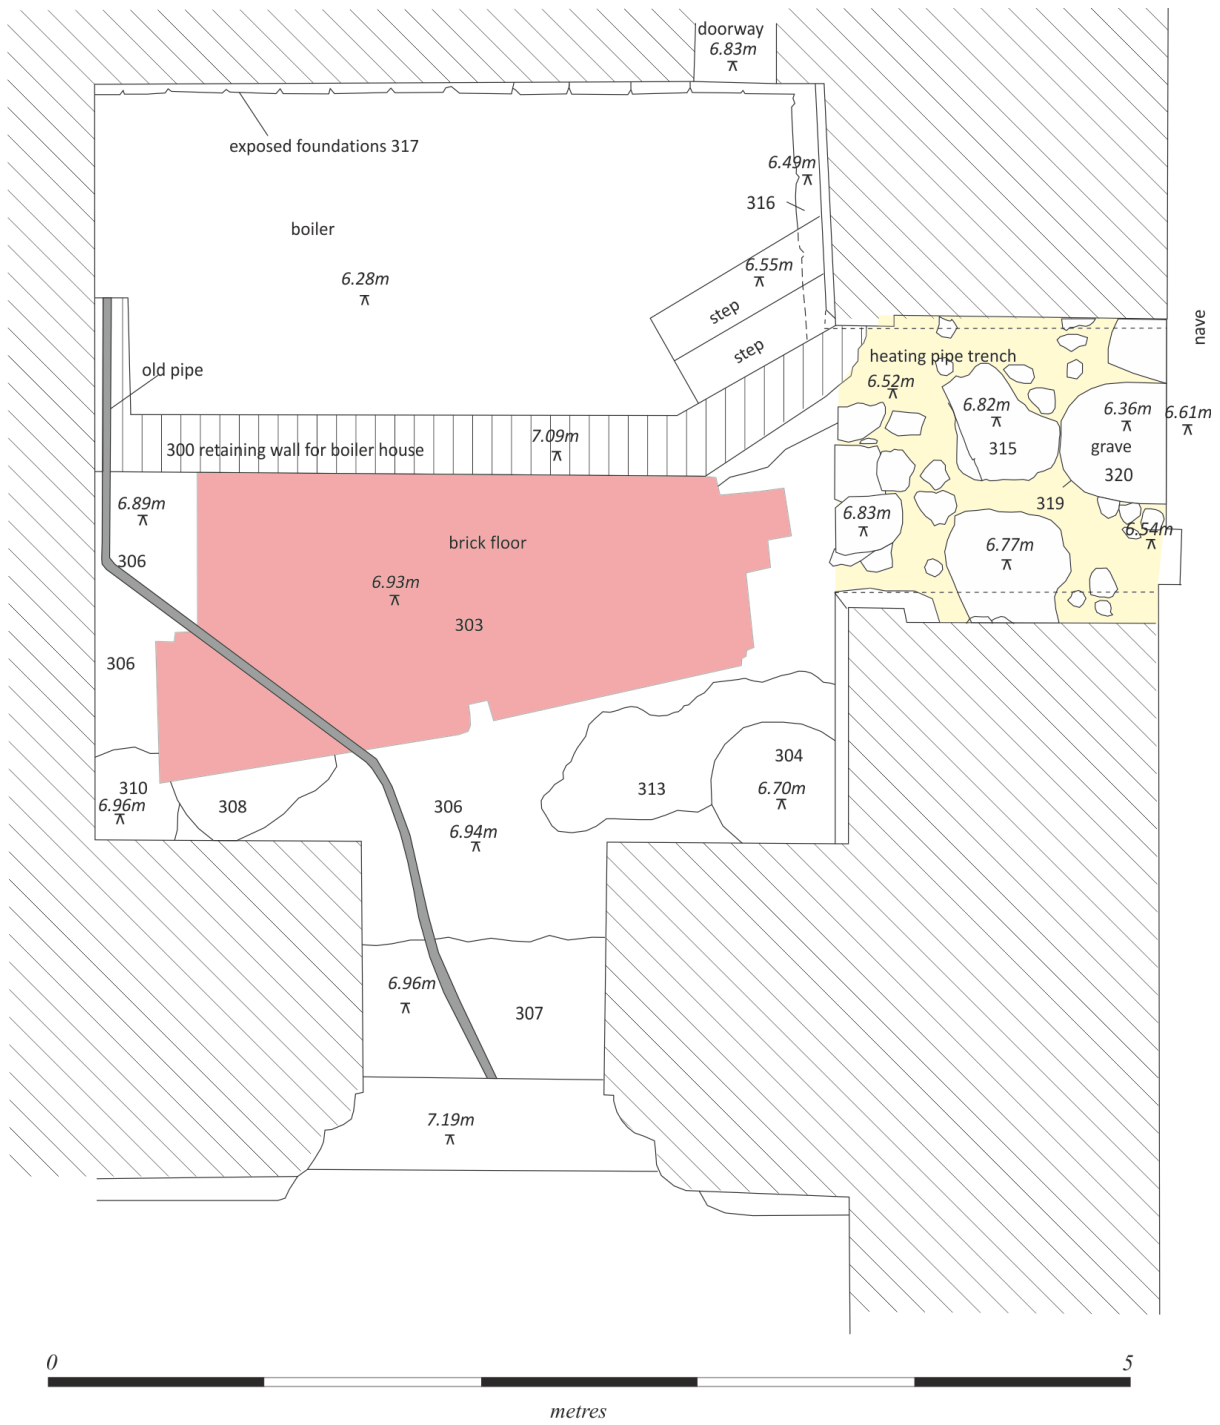 doorway
6.83m
exposed foundations 317
6.49m
316
boiler
6.28m
6.55m
step
step
nave
old pipe
heating pipe trench
6.52m
6.82m
6.36m
6.61m
315
grave
320
7.09m
300 retaining wall for boiler house
6.89m
6.83m
319
6.54m
306
brick floor
6.77m
6.93m
303
306
304
310
6.96m
308
306
6.94m
313
6.70m
6.96m
307
7.19m
0
5
metres